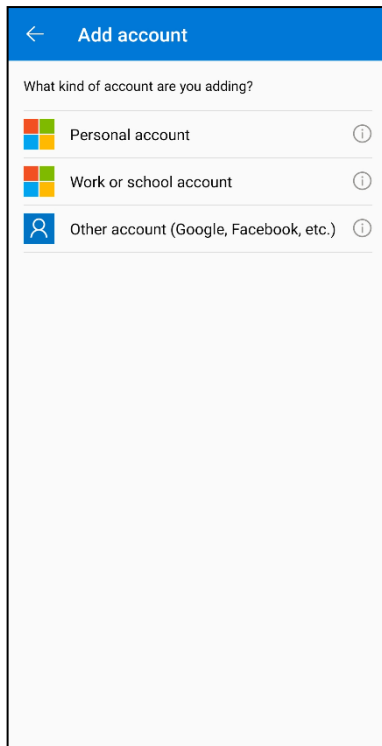 Add account
What kind of account are you adding?
Personal account
Work or school account
Other account (Google, Facebook, etc.)